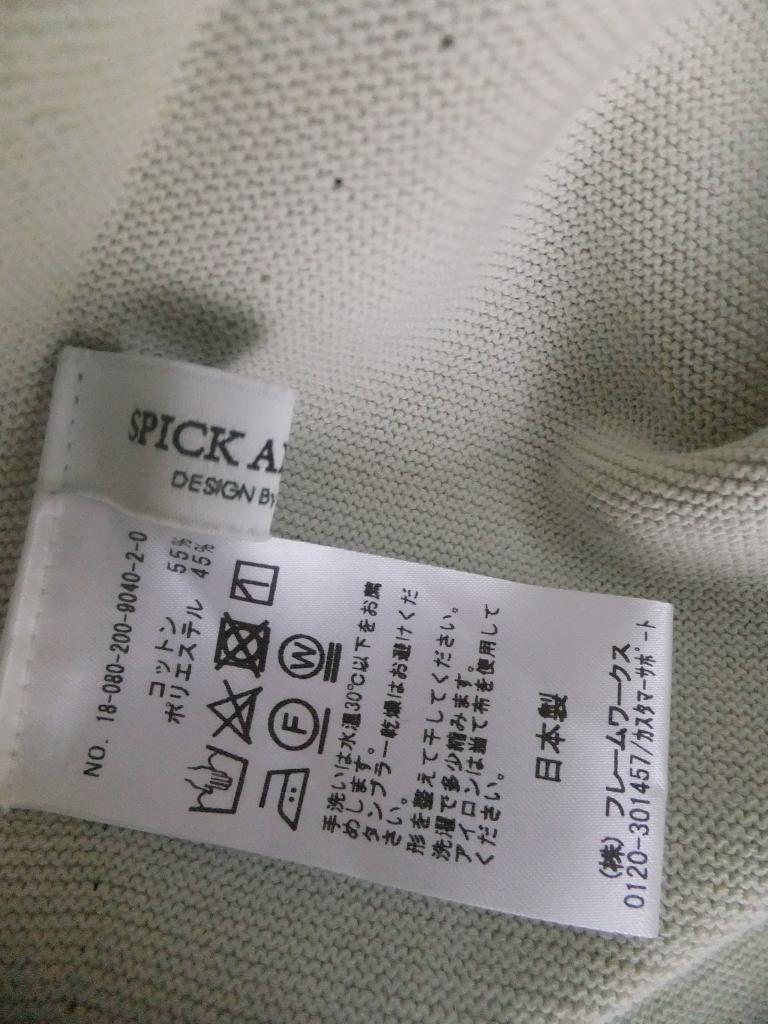 SPICK A
DESIGN BY
NO. 18-080-200-9040-2-0
コットン 55%
ポリエステル 45%
F W
手洗いは水温30℃以下をお薦
めします。
タンブラー乾燥はお避けくだ
さい。
形を整えて干してください。
洗濯で多少縮みます。
アイロンは当て布を使用して
ください。
日本製
(株) フレームワークス
0120-301457/カスタマーサポート